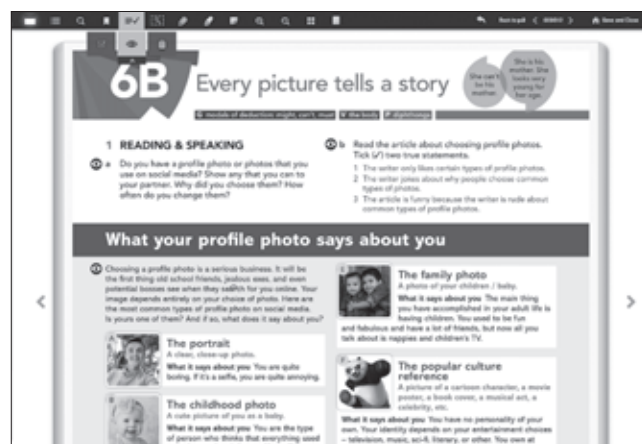 Back to pdf
Save and Close
6B
Every picture tells a story
She can't
be his
mother.
She is his
mother. She
looks very
young for
her age.
G modals of deduction: might, can't, must V the body P diphthongs
1 READING & SPEAKING
a Do you have a profile photo or photos that you
use on social media? Show any that you can to
your partner. Why did you choose them? How
often do you change them?
b Read the article about choosing profile photos.
Tick (✓) two true statements.
1 The writer only likes certain types of profile photos.
2 The writer jokes about why people choose common
types of photos.
3 The article is funny because the writer is rude about
common types of profile photos.
What your profile photo says about you
Choosing a profile photo is a serious business. It will be
the first thing old school friends, jealous exes, and even
potential bosses see when they search for you online. Your
image depends entirely on your choice of photo. Here are
the most common types of profile photo on social media.
Is yours one of them? And if so, what does it say about you?
The portrait
A clear, close-up photo.
What it says about you You are quite
boring. If it's a selfie, you are quite annoying.
The childhood photo
A cute picture of you as a baby.
What it says about you You are the type
of person who thinks that everything used
The family photo
A photo of your children / baby.
What it says about you The main thing
you have accomplished in your adult life is
having children. You used to be fun
and fabulous and have a lot of friends, but now all you
talk about is nappies and children's TV.
The popular culture
reference
A picture of a cartoon character, a movie
poster, a book cover, a musical act, a
celebrity, etc.
What it says about you You have no personality of your
own. Your identity depends on your entertainment choices
– television, music, sci-fi, literary, or other. You own at